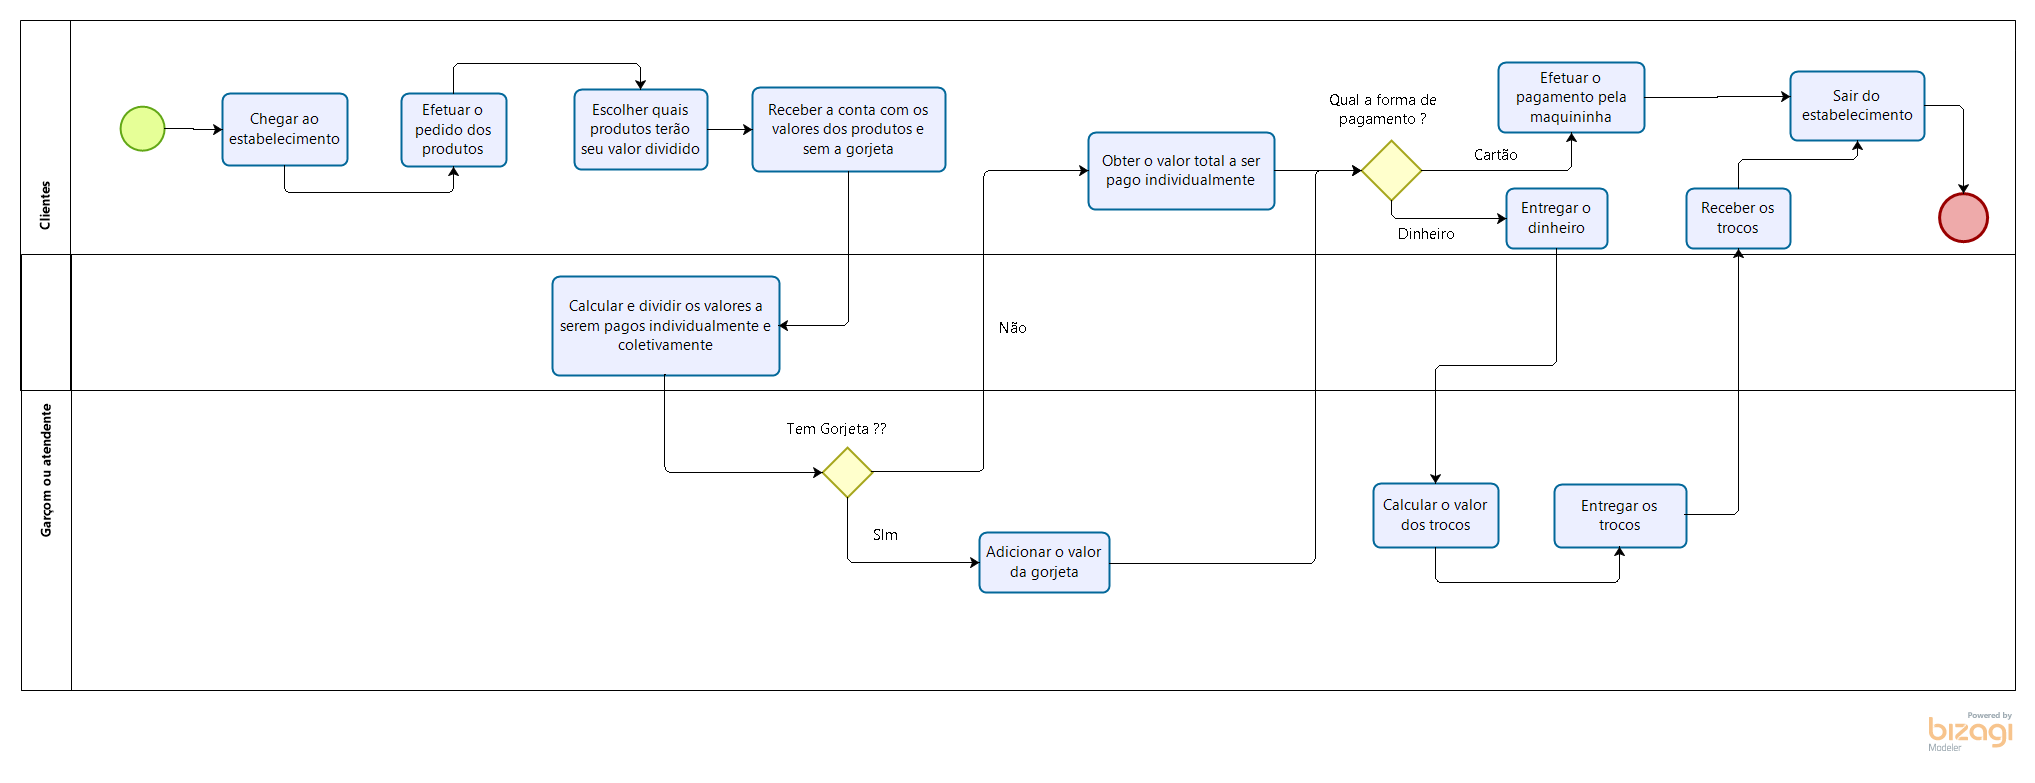 Clientes
Chegar ao
estabelecimento
Efetuar o
pedido dos
produtos
Escolher quais
produtos terão
seu valor dividido
Receber a conta com os
valores dos produtos e
sem a gorjeta
Obter o valor total a ser
pago individualmente
Qual a forma de
pagamento ?
Cartão
Dinheiro
Efetuar o
pagamento pela
maquininha
Entregar o
dinheiro
Receber os
trocos
Sair do
estabelecimento
Calcular e dividir os valores a
serem pagos individualmente e
coletivamente
Não
Garçom ou atendente
Tem Gorjeta ??
SIm
Adicionar o valor
da gorjeta
Calcular o valor
dos trocos
Entregar os
trocos
Powered by
bizagi
Modeler